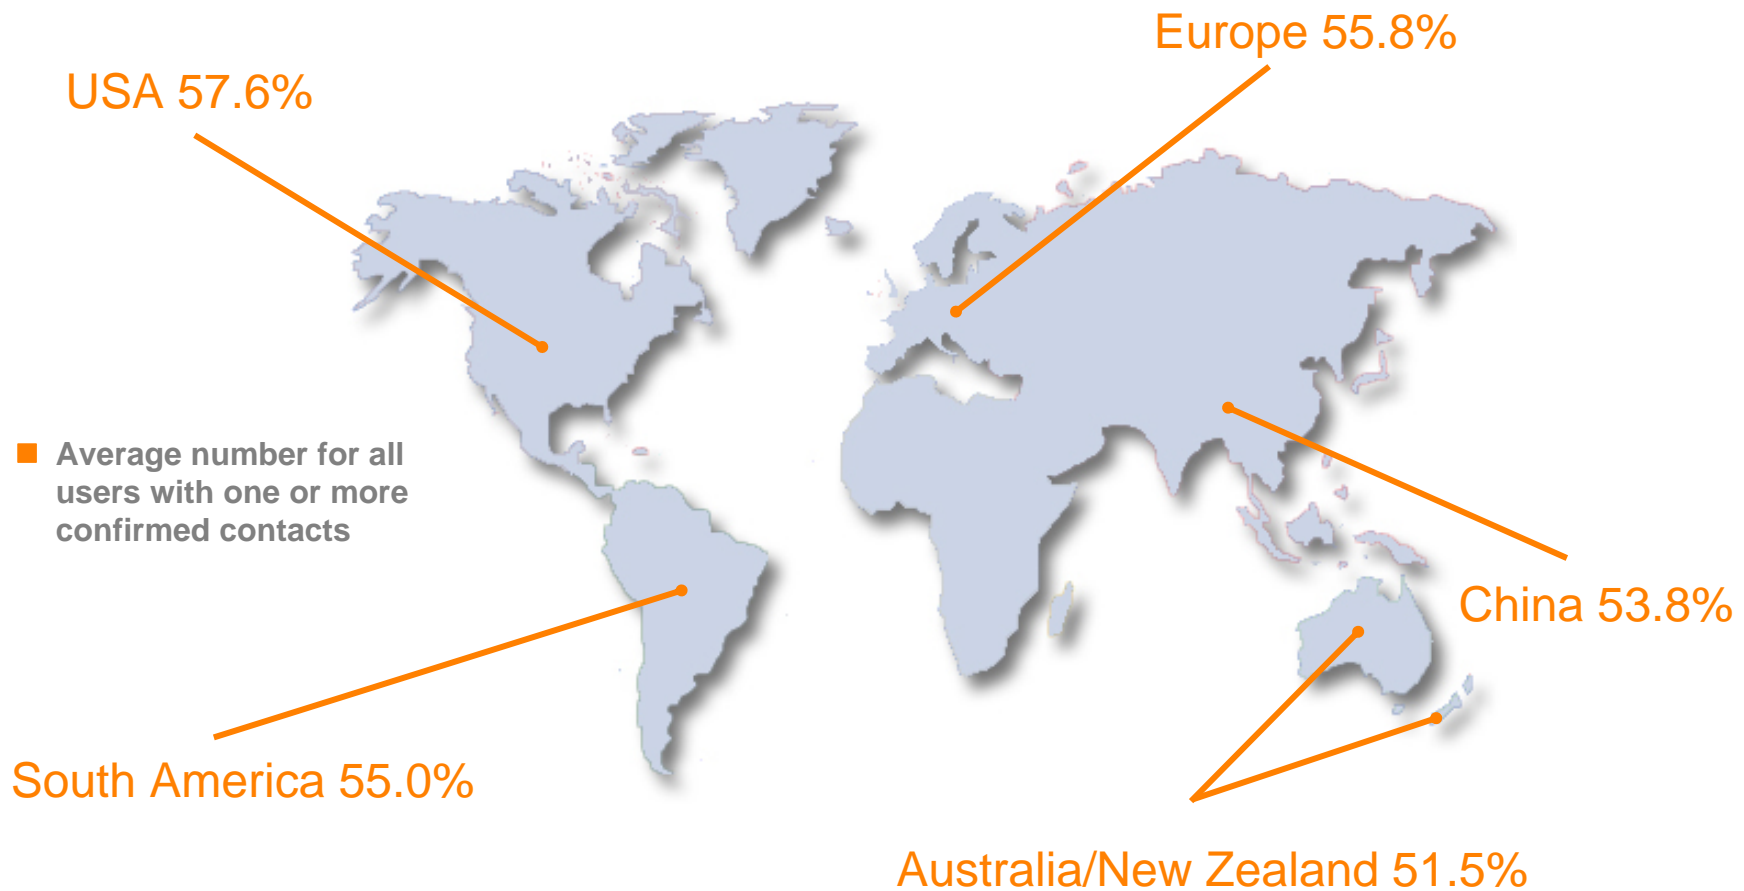 Europe 55.8%
USA 57.6%
Average number for all
users with one or more
confirmed contacts
China 53.8%
South America 55.0%
Australia/New Zealand 51.5%